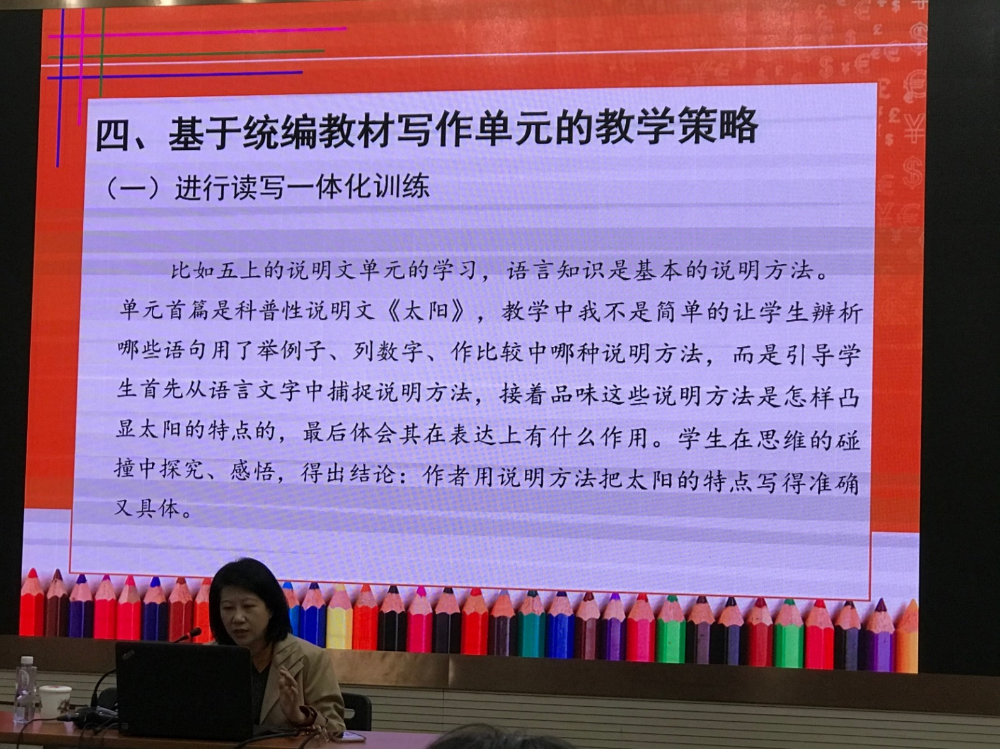 四、基于统编教材写作单元的教学策略
（一）进行读写一体化训练
比如五上的说明文单元的学习，语言知识是基本的说明方法。
单元首篇是科普性说明文《太阳》，教学中我不是简单的让学生辨析
哪些语句用了举例子、列数字、作比较中哪种说明方法，而是引导学
生首先从语言文字中捕捉说明方法，接着品味这些说明方法是怎样凸
显太阳的特点的，最后体会其在表达上有什么作用。学生在思维的碰
撞中探究、感悟，得出结论：作者用说明方法把太阳的特点写得准确
又具体。